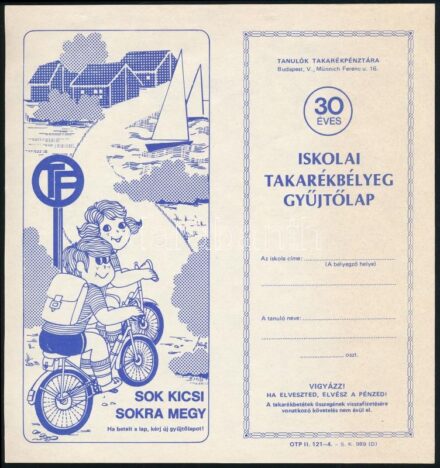 SOK KICSI
SOKRA MEGY
Ha betelt a lap, kérj új gyűjtőlapot!
TANULÓK TAKARÉKPÉNZTÁRA
Budapest, V., Münnich Ferenc u. 16.
30
ÉVES
ISKOLAI
TAKARÉKBÉLYEG
GYŰJTŐLAP
Az iskola címe:
(A bélyegző helye)
A tanuló neve:
oszt.
VIGYÁZZ!
HA ELVESZTED, ELVÉSZ A PÉNZED!
A takarékbetétek összegének visszafizetésére
vonatkozó követelés nem évül el.
OTP II. 121-4. - S. K. 989 (D)